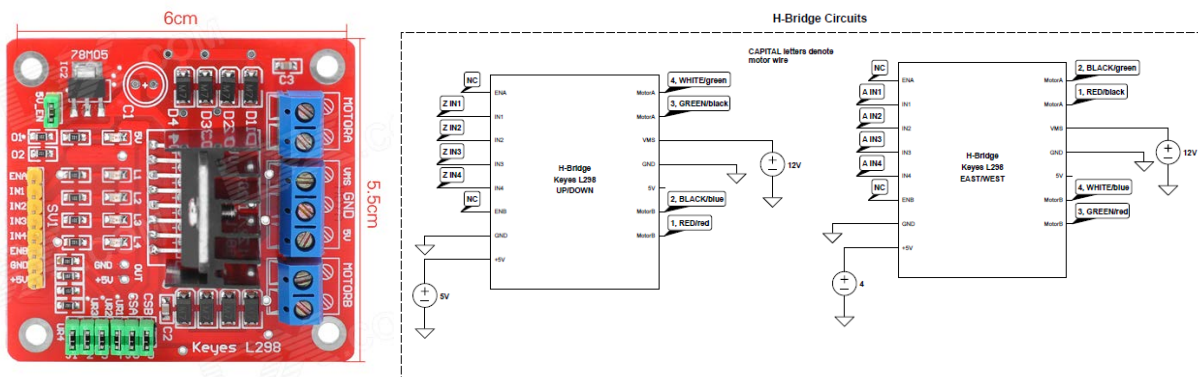 6cm
5.5cm
78M05
IC2
5V_EN
C1
C3
D4 D3 D2 D1
MOTORA
O1
O2
5V
ENA
IN1
IN2
IN3
IN4
ENB
GND
+5V
SV1
L1
L2
L3
L4
VMS GND 5V
GND
+5V
OUT
MOTORB
UR4
UR3
UR2
UR1
CSA
CSB
C2
Keyes L298
H-Bridge Circuits
CAPITAL letters denote
motor wire
NC
Z IN1
Z IN2
Z IN3
Z IN4
NC
ENA
IN1
IN2
IN3
IN4
ENB
GND
+5V
5V
H-Bridge
Keyes L298
UP/DOWN
MotorA
MotorA
VMS
GND
5V
MotorB
MotorB
4, WHITE/green
3, GREEN/black
12V
2, BLACK/blue
1, RED/red
NC
A IN1
A IN2
A IN3
A IN4
NC
ENA
IN1
IN2
IN3
IN4
ENB
GND
+5V
4
H-Bridge
Keyes L298
EAST/WEST
MotorA
MotorA
VMS
GND
5V
MotorB
MotorB
2, BLACK/green
1, RED/black
12V
4, WHITE/blue
3, GREEN/red